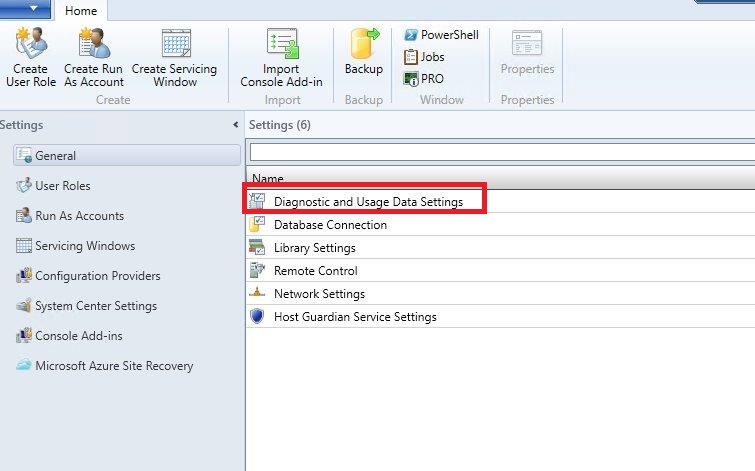 Home
Create
User Role
Create Run
As Account
Create Servicing
Window
Import
Console Add-in
Backup
PowerShell
Jobs
PRO
Properties
Create
Import
Backup
Window
Properties
Settings
Settings (6)
General
User Roles
Run As Accounts
Servicing Windows
Configuration Providers
System Center Settings
Console Add-ins
Microsoft Azure Site Recovery
Name
Diagnostic and Usage Data Settings
Database Connection
Library Settings
Remote Control
Network Settings
Host Guardian Service Settings